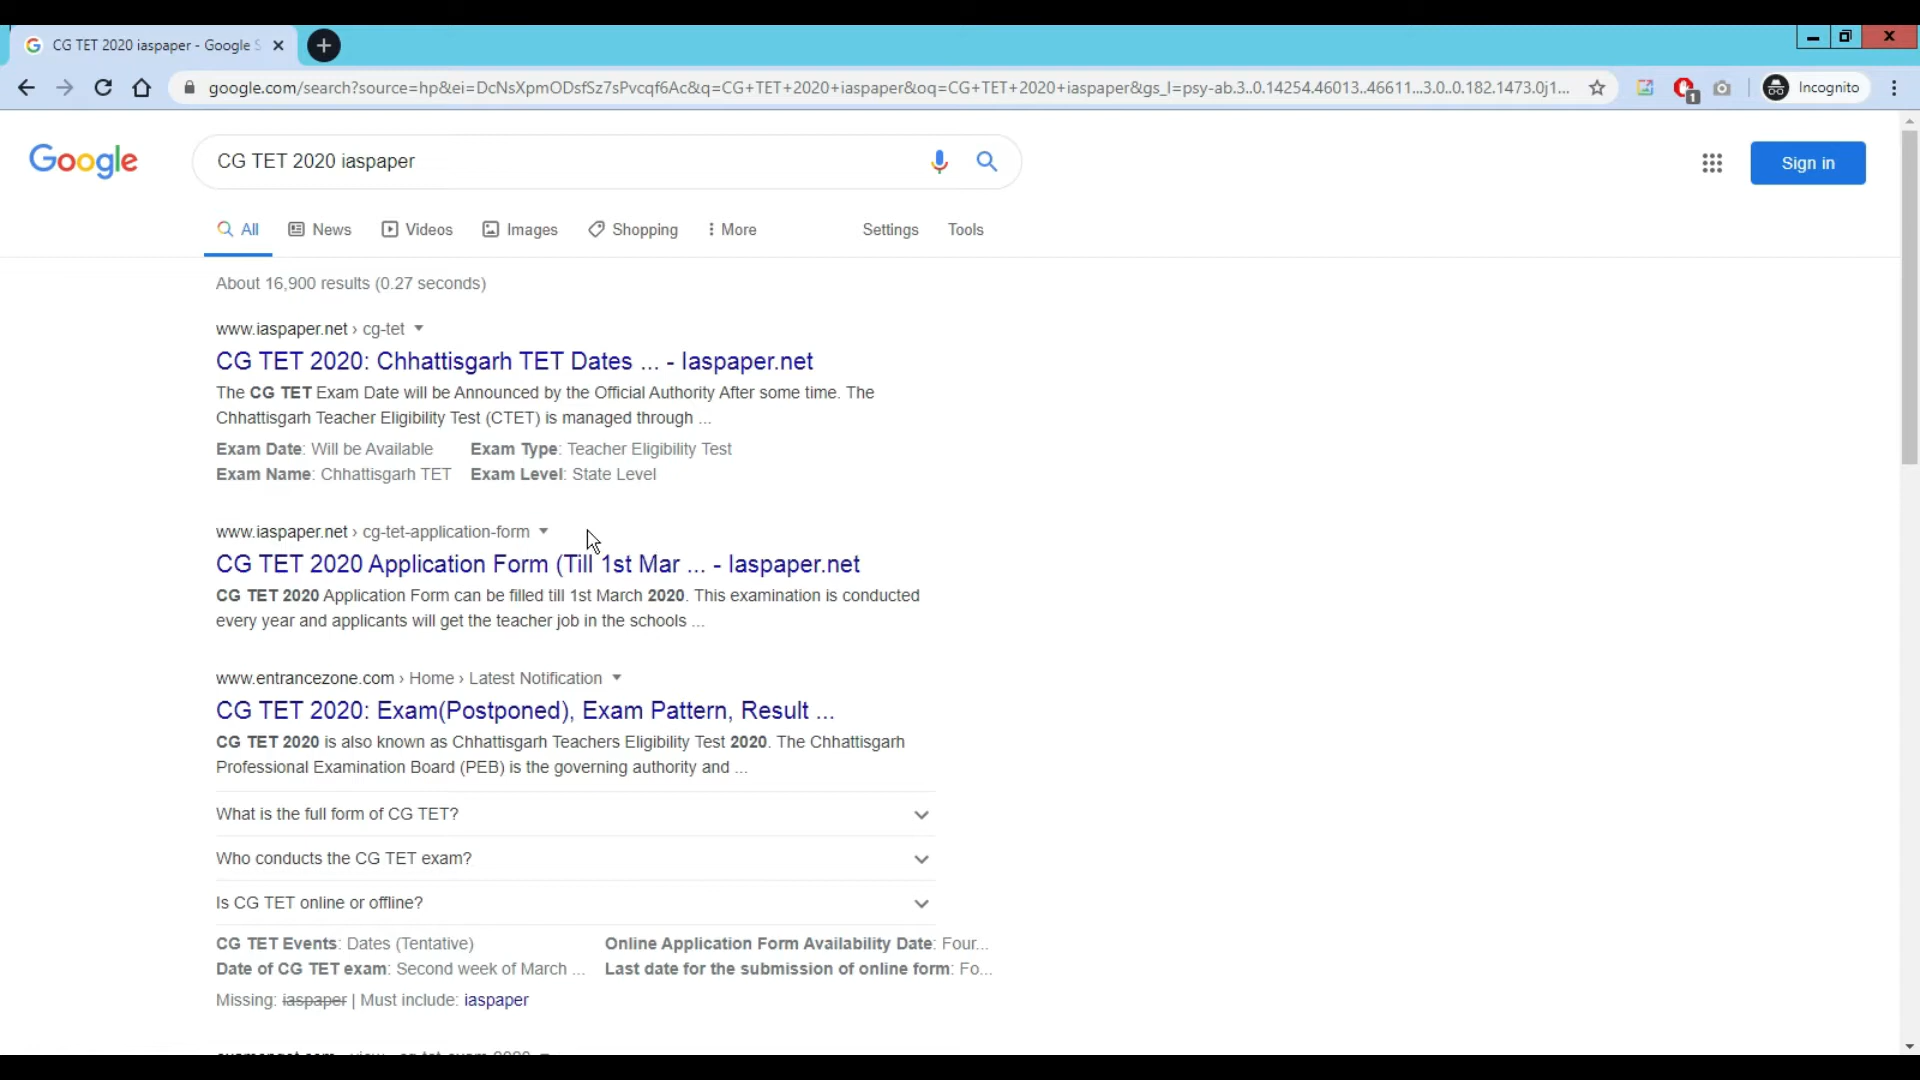 CG TET 2020 iaspaper - Google S
google.com/search?source=hp&ei=DcNsXpmODsfSz7sPvcqf6Ac&q=CG+TET+2020+iaspaper&oq=CG+TET+2020+iaspaper&gs_l=psy-ab.3..0.14254.46013..46611...3.0..0.182.1473.0j1...
1
Incognito
Google
CG TET 2020 iaspaper
Sign in
All News Videos Images Shopping More Settings Tools
About 16,900 results (0.27 seconds)
www.iaspaper.net › cg-tet
CG TET 2020: Chhattisgarh TET Dates ... - Iaspaper.net
The CG TET Exam Date will be Announced by the Official Authority After some time. The
Chhattisgarh Teacher Eligibility Test (CTET) is managed through ...
Exam Date: Will be Available Exam Type: Teacher Eligibility Test
Exam Name: Chhattisgarh TET Exam Level: State Level
www.iaspaper.net › cg-tet-application-form
CG TET 2020 Application Form (Till 1st Mar ... - Iaspaper.net
CG TET 2020 Application Form can be filled till 1st March 2020. This examination is conducted
every year and applicants will get the teacher job in the schools ...
www.entrancezone.com › Home › Latest Notification
CG TET 2020: Exam(Postponed), Exam Pattern, Result ...
CG TET 2020 is also known as Chhattisgarh Teachers Eligibility Test 2020. The Chhattisgarh
Professional Examination Board (PEB) is the governing authority and ...
What is the full form of CG TET?
Who conducts the CG TET exam?
Is CG TET online or offline?
CG TET Events: Dates (Tentative) Online Application Form Availability Date: Four...
Date of CG TET exam: Second week of March ... Last date for the submission of online form: Fo...
Missing: iaspaper | Must include: iaspaper